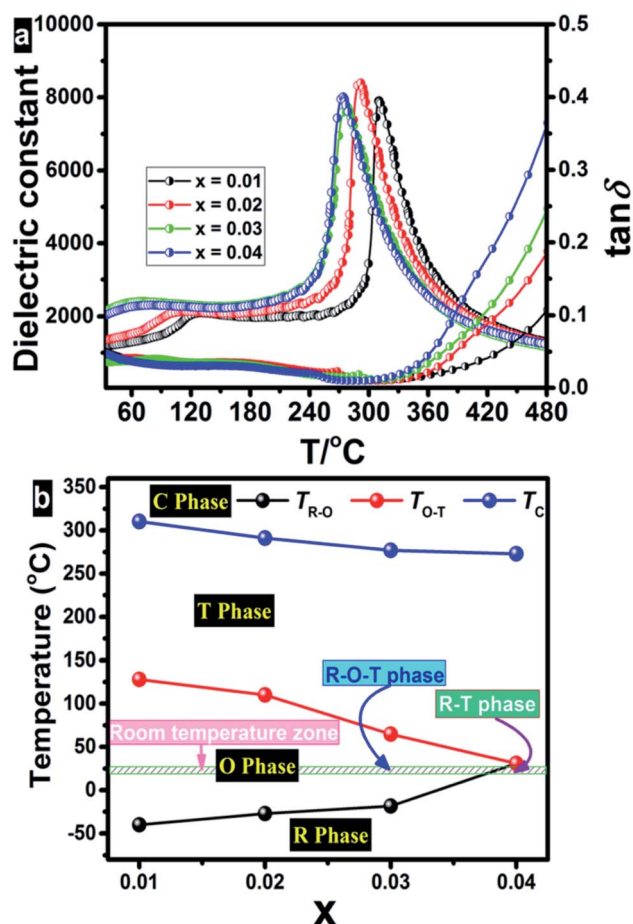 a
10000
8000
6000
4000
2000
Dielectric constant
0.5
0.4
0.3
0.2
0.1
0.0
tanδ
x = 0.01
x = 0.02
x = 0.03
x = 0.04
60 120 180 240 300 360 420 480
T/°C
b
350
300
250
200
150
100
50
0
-50
Temperature (°C)
C Phase
T_R-O T_O-T T_C
T Phase
R-O-T phase
R-T phase
Room temperature zone
O Phase
R Phase
0.01 0.02 0.03 0.04
X